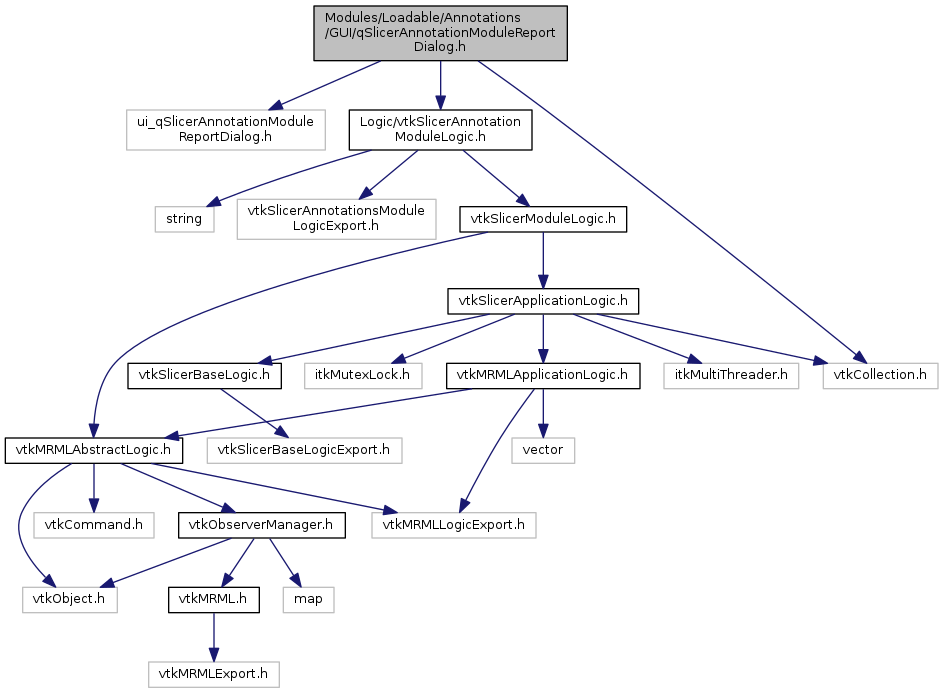 Modules/Loadable/Annotations
/GUI/qSlicerAnnotationModuleReport
Dialog.h
ui_qSlicerAnnotationModule
ReportDialog.h
Logic/vtkSlicerAnnotation
ModuleLogic.h
string
vtkSlicerAnnotationsModule
LogicExport.h
vtkSlicerModuleLogic.h
vtkSlicerApplicationLogic.h
vtkSlicerBaseLogic.h
itkMutexLock.h
vtkMRMLApplicationLogic.h
itkMultiThreader.h
vtkCollection.h
vtkMRMLAbstractLogic.h
vtkSlicerBaseLogicExport.h
vector
vtkCommand.h
vtkObserverManager.h
vtkMRMLLogicExport.h
vtkObject.h
vtkMRML.h
map
vtkMRMLExport.h